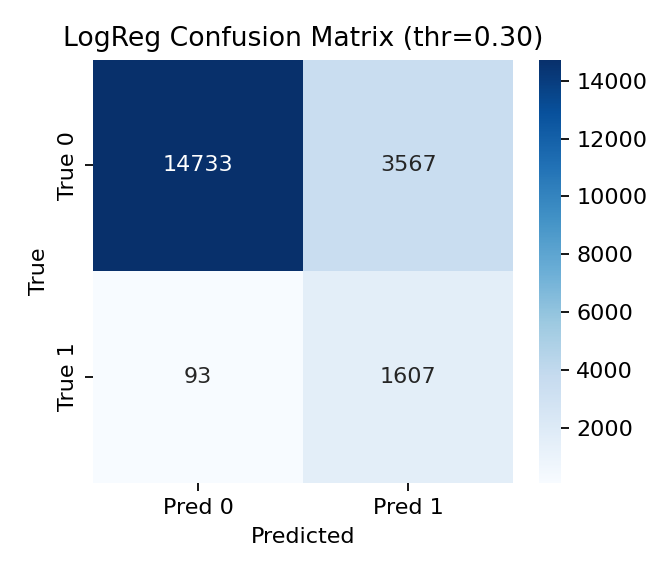 LogReg Confusion Matrix (thr=0.30)
True
True 0
14733
3567
True 1
93
1607
Pred 0
Pred 1
Predicted
14000
12000
10000
8000
6000
4000
2000